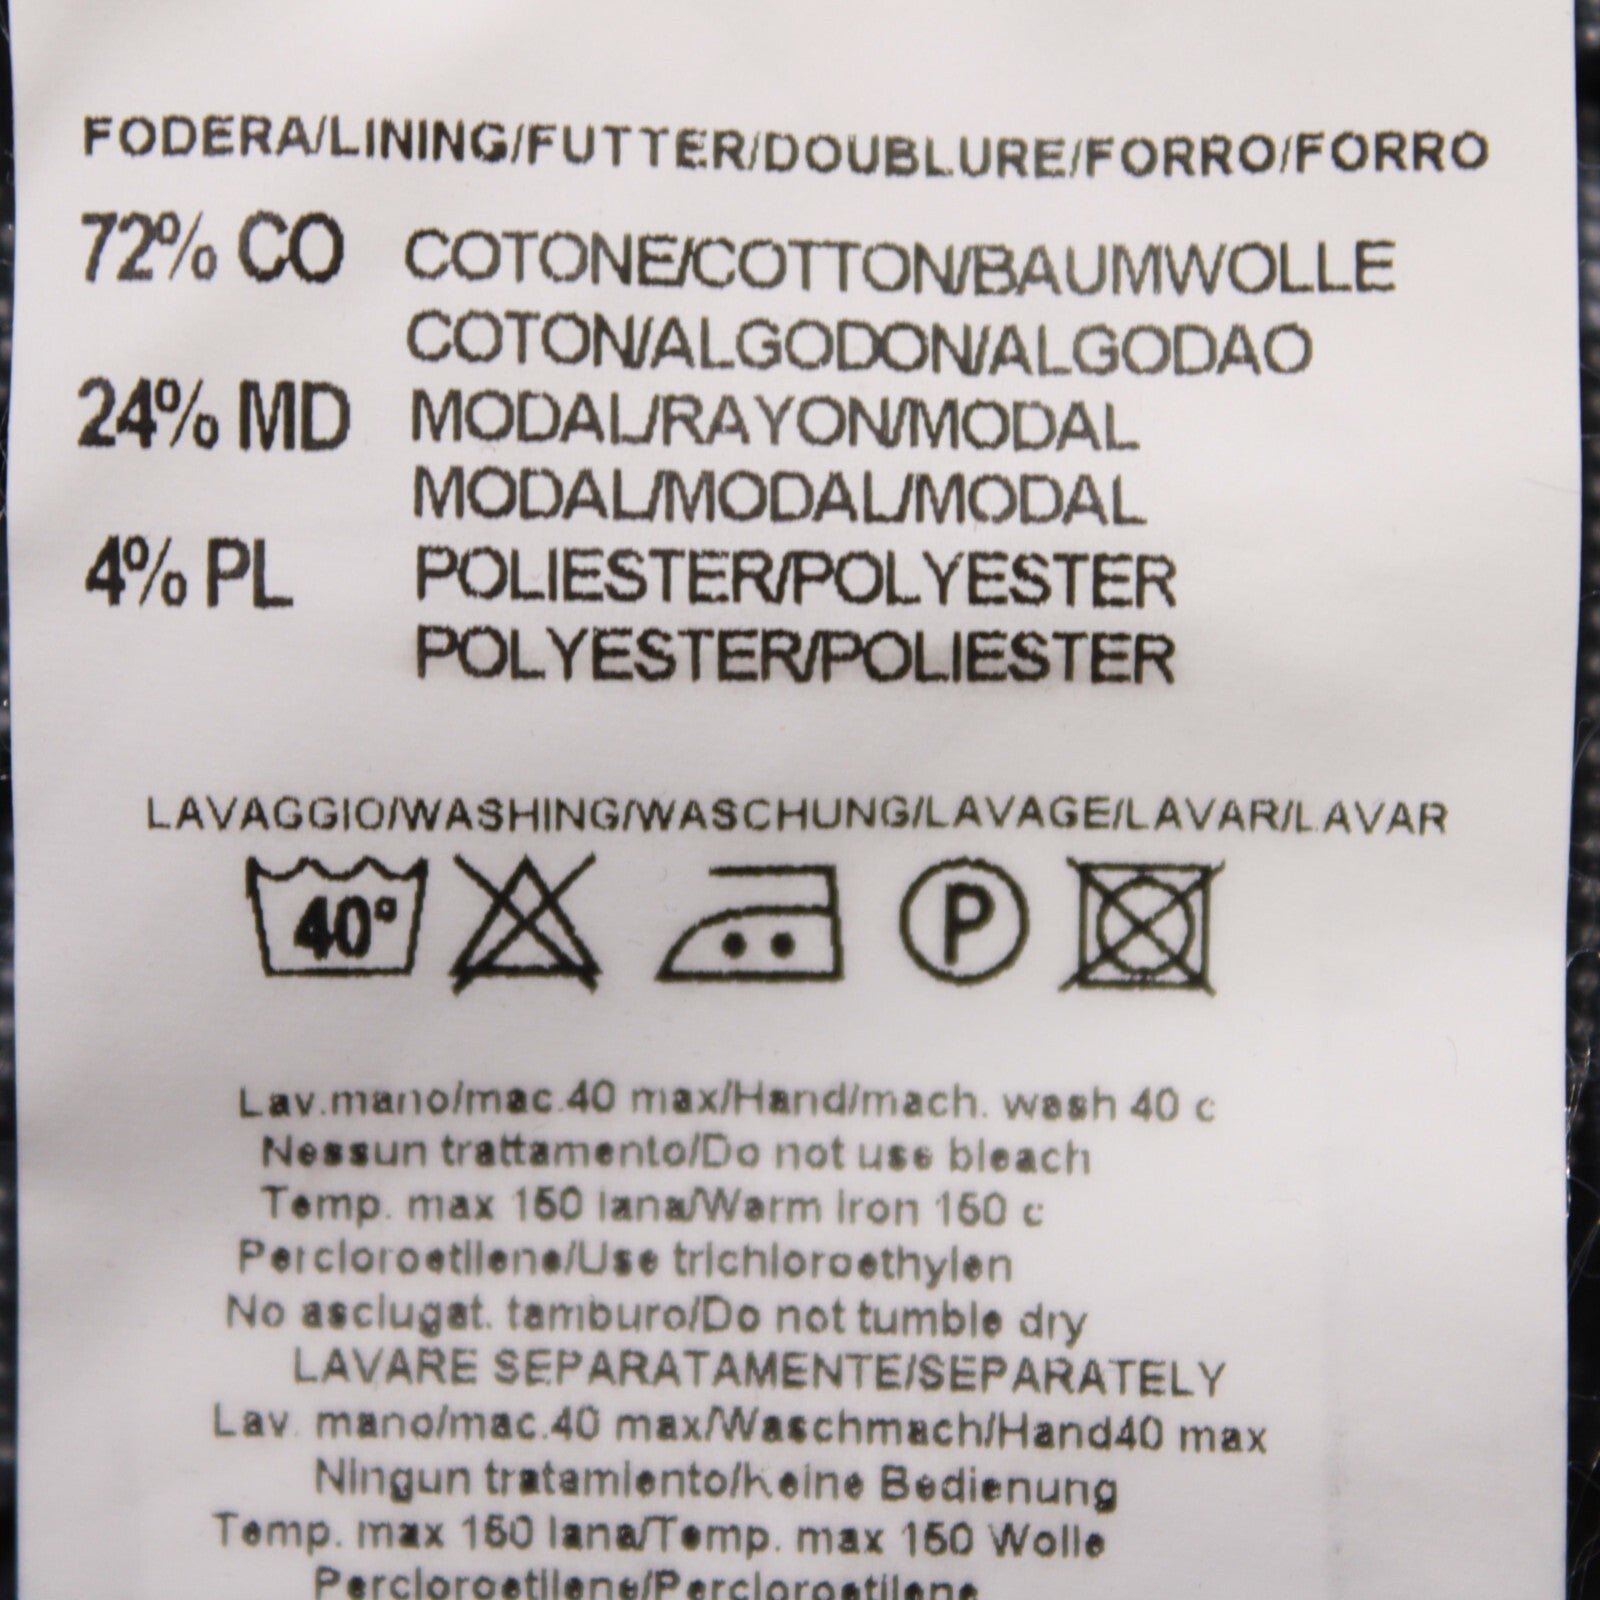 FODERA/LINING/FUTTER/DOUBLURE/FORRO/FORRO
72% CO COTONE/COTTON/BAUMWOLLE
COTON/ALGODON/ALGODAO
24% MD MODAL/RAYON/MODAL
MODAL/MODAL/MODAL
4% PL POLIESTER/POLYESTER
POLYESTER/POLIESTER
LAVAGGIO/WASHING/WASCHUNG/LAVAGE/LAVAR/LAVAR
40° P
Lav.mano/mac.40 max/Hand/mach. wash 40 c
Nessun trattamento/Do not use bleach
Temp. max 150 lana/Warm Iron 150 c
Percloroetilene/Use trichloroethylen
No asciugat. tamburo/Do not tumble dry
LAVARE SEPARATAMENTE/SEPARATELY
Lav. mano/mac.40 max/Waschmach/Hand40 max
Ningun tratamiento/Keine Bedienung
Temp. max 150 lana/Temp. max 150 Wolle
Percloroetilene/Percloroetilene